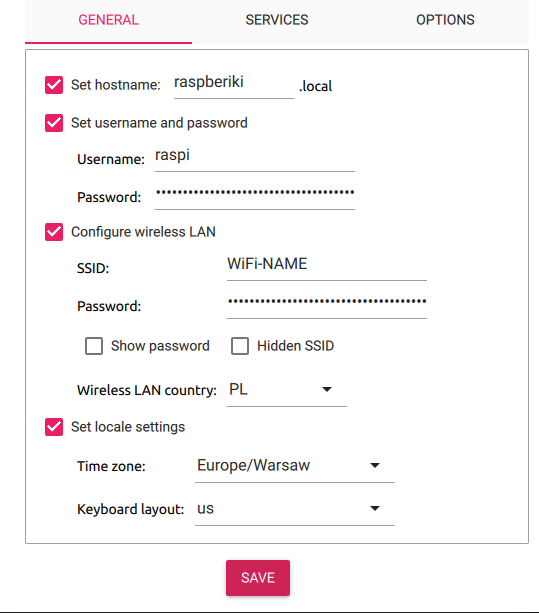 GENERAL SERVICES OPTIONS
Set hostname: raspberiki .local
Set username and password
Username: raspi
Password: •••••••••••••••••••••••••••••••••••••
Configure wireless LAN
SSID: WiFi-NAME
Password: •••••••••••••••••••••••••••••••••••••
Show password Hidden SSID
Wireless LAN country: PL
Set locale settings
Time zone: Europe/Warsaw
Keyboard layout: us
SAVE